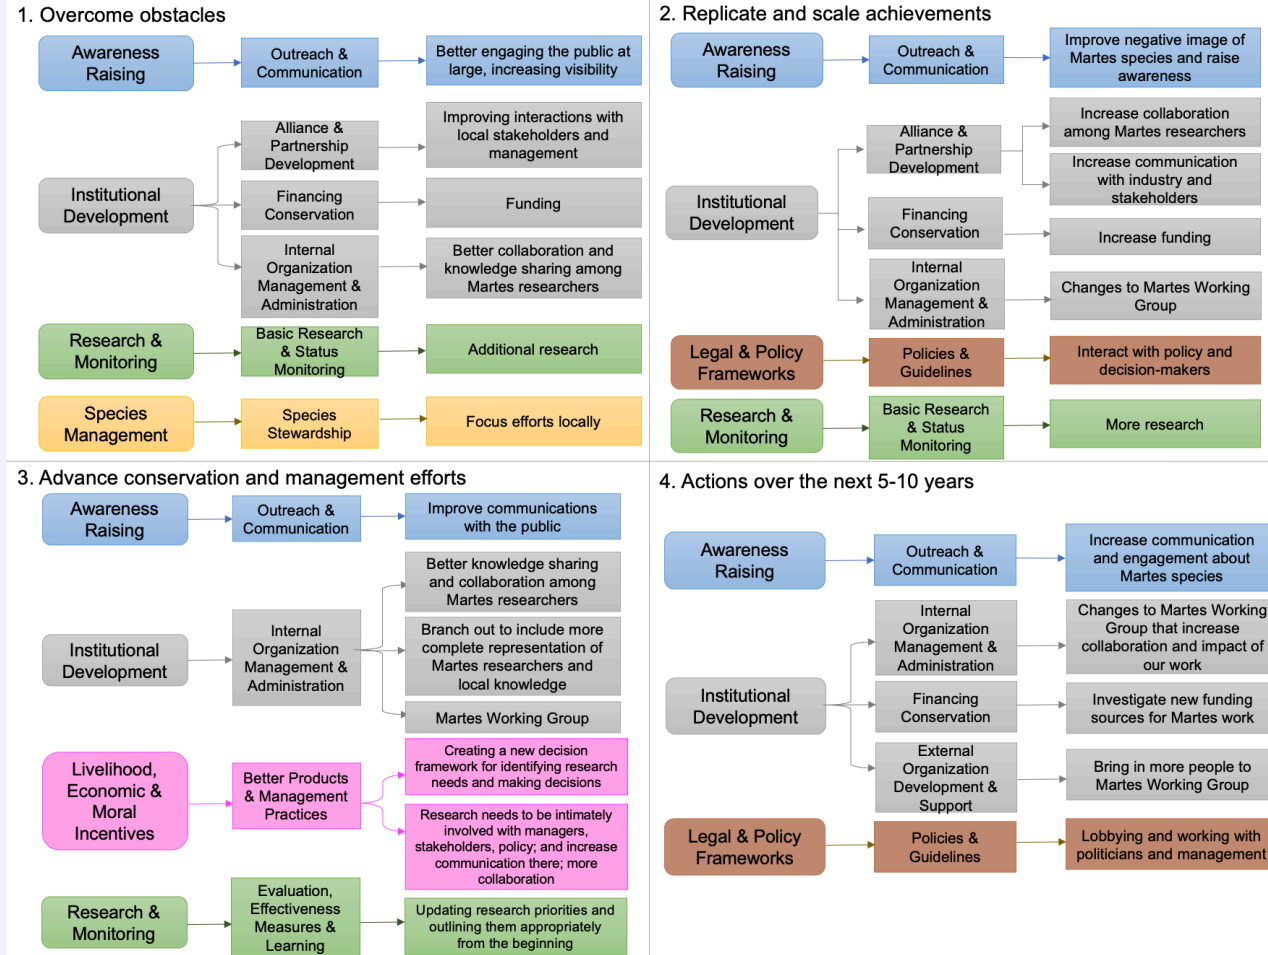 1. Overcome obstacles
Awareness
Raising
Outreach &
Communication
Better engaging the public at
large, increasing visibility
Institutional
Development
Alliance &
Partnership
Development
Improving interactions with
local stakeholders and
management
Financing
Conservation
Funding
Internal
Organization
Management &
Administration
Better collaboration and
knowledge sharing among
Martes researchers
Research &
Monitoring
Basic Research
& Status
Monitoring
Additional research
Species
Management
Species
Stewardship
Focus efforts locally
2. Replicate and scale achievements
Awareness
Raising
Outreach &
Communication
Improve negative image of
Martes species and raise
awareness
Institutional
Development
Alliance &
Partnership
Development
Increase collaboration
among Martes researchers
Increase communication
with industry and
stakeholders
Financing
Conservation
Increase funding
Internal
Organization
Management &
Administration
Changes to Martes Working
Group
Legal & Policy
Frameworks
Policies &
Guidelines
Interact with policy and
decision-makers
Research &
Monitoring
Basic Research
& Status
Monitoring
More research
3. Advance conservation and management efforts
Awareness
Raising
Outreach &
Communication
Improve communications
with the public
Institutional
Development
Internal
Organization
Management &
Administration
Better knowledge sharing
and collaboration among
Martes researchers
Branch out to include more
complete representation of
Martes researchers and
local knowledge
Martes Working Group
Livelihood,
Economic &
Moral
Incentives
Better Products
& Management
Practices
Creating a new decision
framework for identifying research
needs and making decisions
Research needs to be intimately
involved with managers,
stakeholders, policy; and increase
communication there; more
collaboration
Research &
Monitoring
Evaluation,
Effectiveness
Measures &
Learning
Updating research priorities and
outlining them appropriately
from the beginning
4. Actions over the next 5-10 years
Awareness
Raising
Outreach &
Communication
Increase communication
and engagement about
Martes species
Institutional
Development
Internal
Organization
Management &
Administration
Changes to Martes Working
Group that increase
collaboration and impact of
our work
Financing
Conservation
Investigate new funding
sources for Martes work
External
Organization
Development &
Support
Bring in more people to
Martes Working Group
Legal & Policy
Frameworks
Policies &
Guidelines
Lobbying and working with
politicians and management